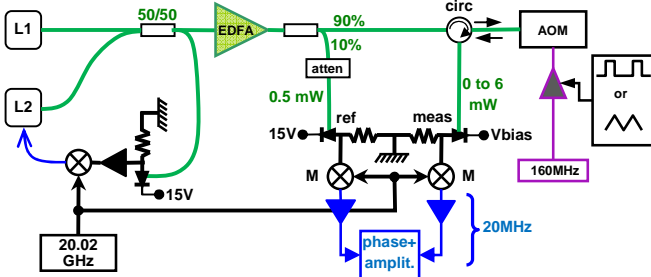 L1
50/50
EDFA
90%
10%
circ
AOM
L2
atten
0.5 mW
0 to 6
mW
or
15V
ref
meas
Vbias
15V
M
M
160MHz
20MHz
20.02
GHz
phase+
amplit.